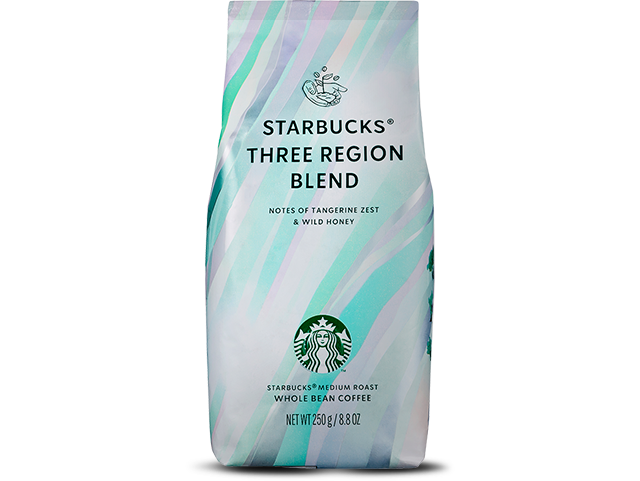 STARBUCKS®
THREE REGION
BLEND
NOTES OF TANGERINE ZEST
& WILD HONEY
™
STARBUCKS® MEDIUM ROAST
WHOLE BEAN COFFEE
NET WT 250 g / 8.8 OZ